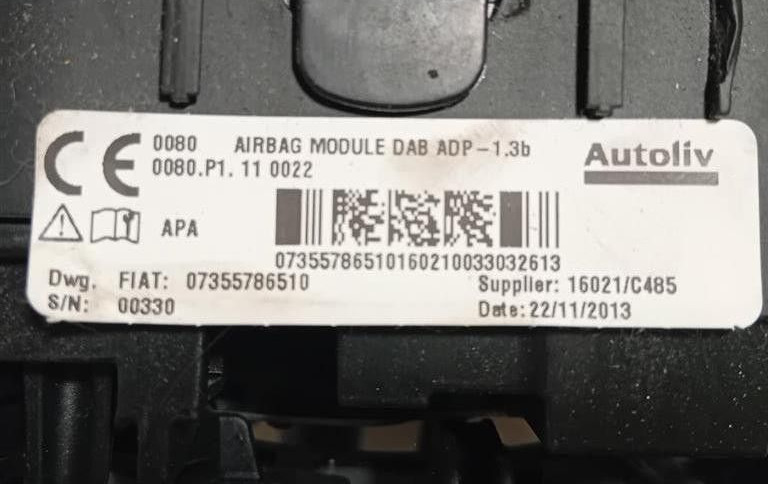 CE 0080 AIRBAG MODULE DAB ADP-1.3b
0080.P1. 11 0022
Autoliv
APA
07355786510160210033032613
Dwg. FIAT: 07355786510
Supplier: 16021/C485
S/N: 00330
Date: 22/11/2013